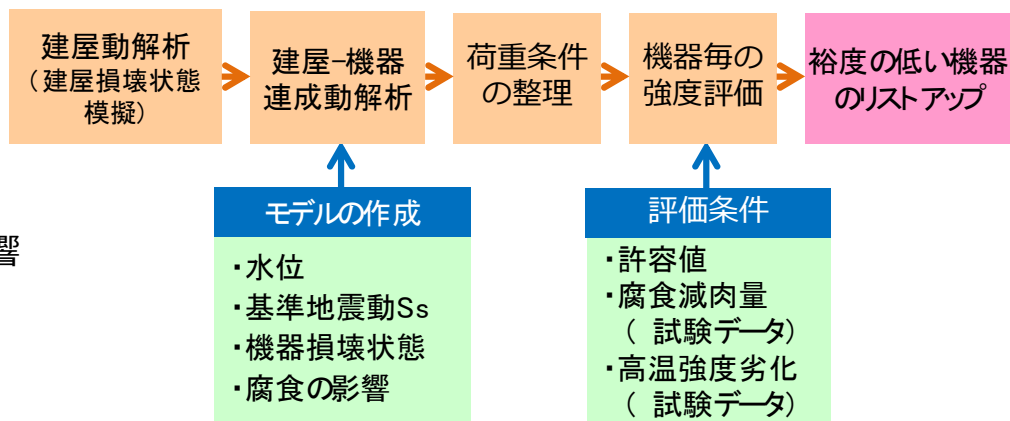 建屋動解析
（建屋損壊状態
模擬）
建屋-機器
連成動解析
荷重条件
の整理
機器毎の
強度評価
裕度の低い機器
のリストアップ
モデルの作成
・水位
・基準地震動Ss
・機器損壊状態
・腐食の影響
評価条件
・許容値
・腐食減肉量
（ 試験データ）
・高温強度劣化
（ 試験データ）
響